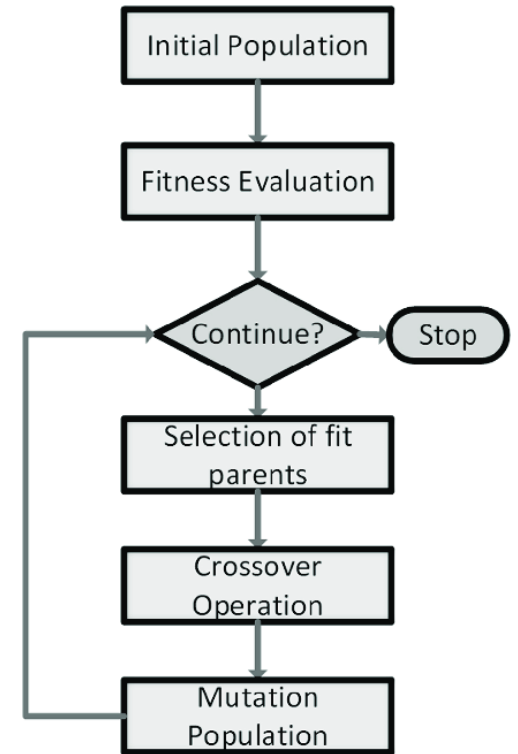 Initial Population
Fitness Evaluation
Continue?
Stop
Selection of fit
parents
Crossover
Operation
Mutation
Population